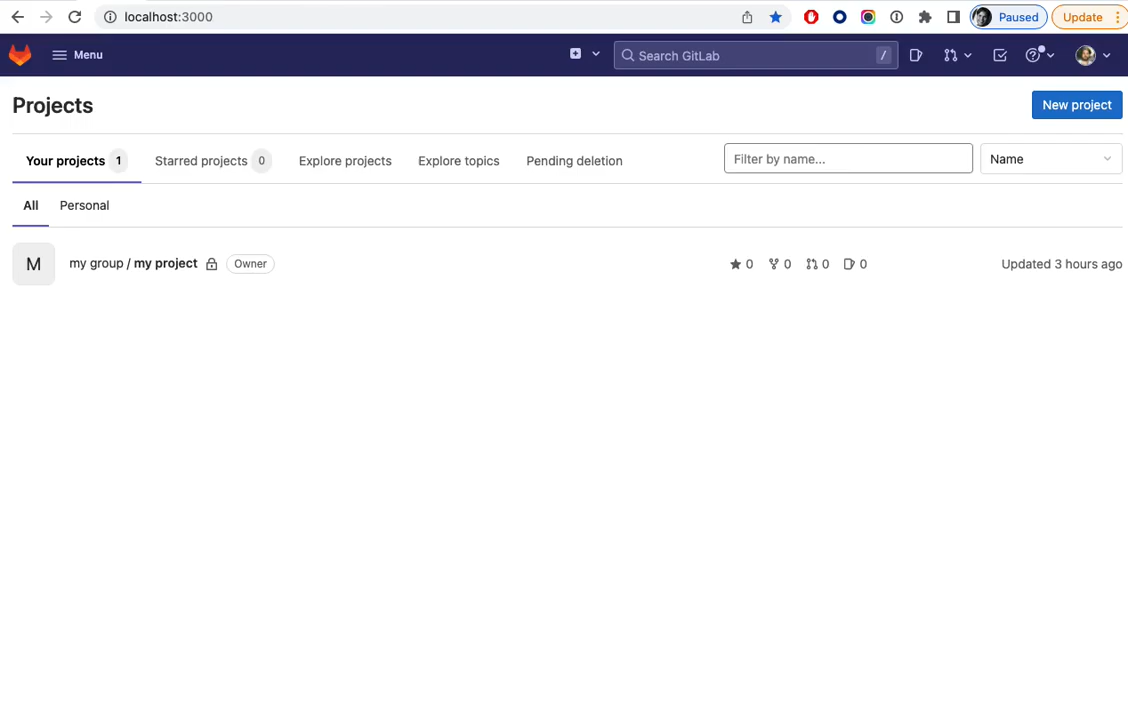 localhost:3000
Paused
Update
Menu
Search GitLab
/
Projects
New project
Your projects 1
Starred projects 0
Explore projects
Explore topics
Pending deletion
Filter by name...
Name
All
Personal
M
my group / my project
Owner
0
0
0
0
Updated 3 hours ago